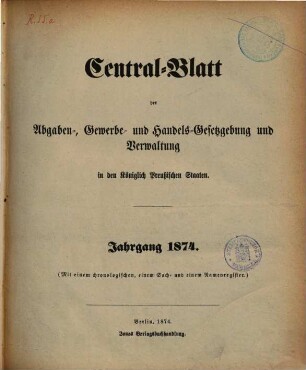 Central-Blatt
der
Abgaben-, Gewerbe- und Handels-Gesetzgebung und
Verwaltung
in den Königlich Preußischen Staaten.
Jahrgang 1874.
(Mit einem chronologischen, einem Sach- und einem Namenregister.)
Berlin, 1874.
Jonas Verlagsbuchhandlung.